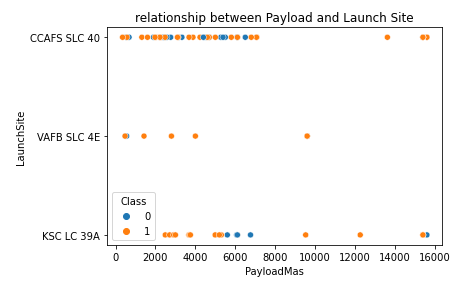 relationship between Payload and Launch Site
CCAFS SLC 40
VAFB SLC 4E
KSC LC 39A
LaunchSite
Class
0
1
0 2000 4000 6000 8000 10000 12000 14000 16000
PayloadMas